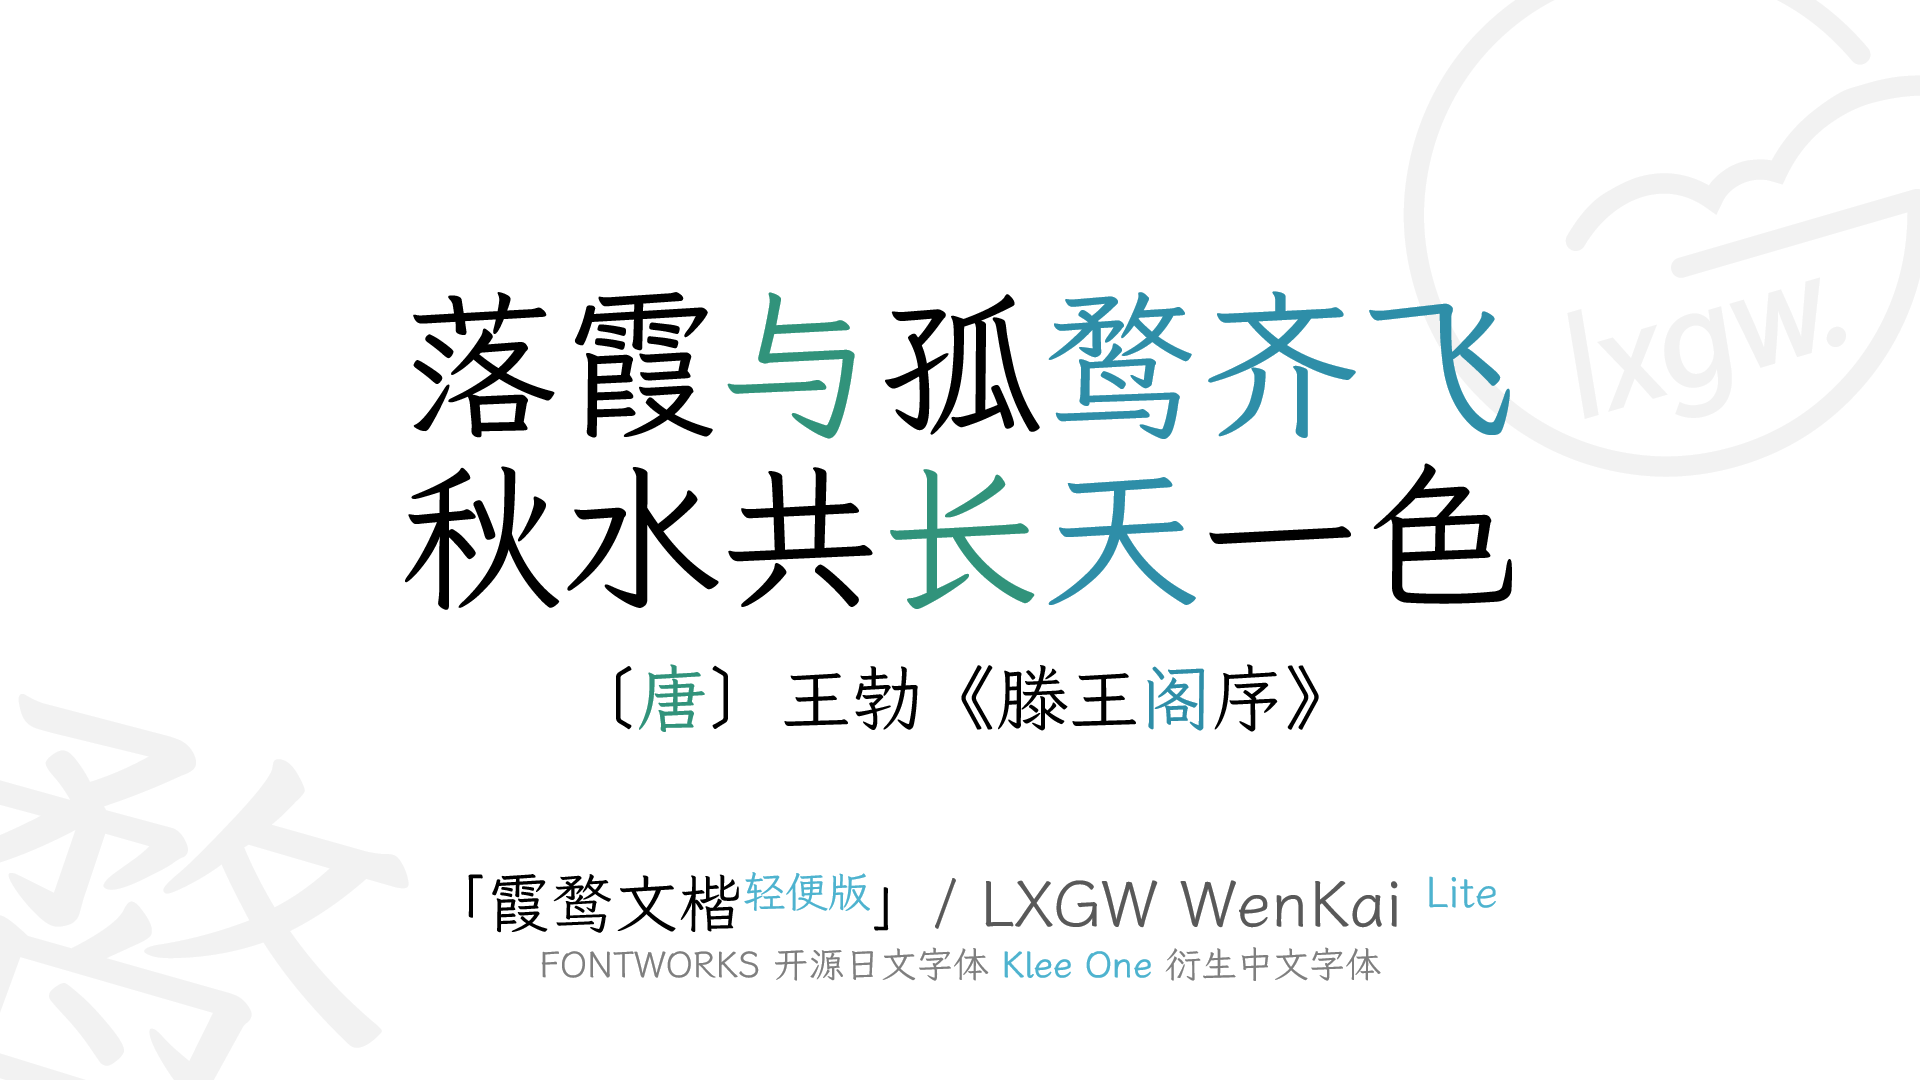 落霞与孤鹜齐飞
秋水共长天一色
〔唐〕王勃《滕王阁序》
「霞鹜文楷轻便版」/ LXGW WenKai Lite
FONTWORKS 开源日文字体 Klee One 衍生中文字体
lxgw.
鹜